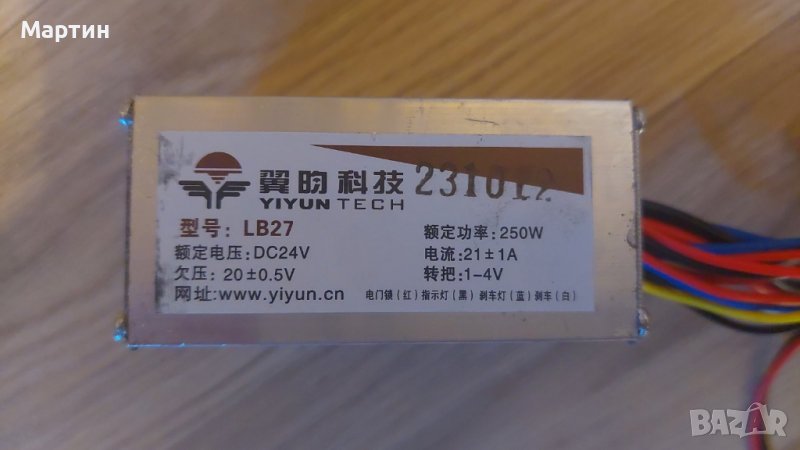 Мартин
翼昀科技 231012
YIYUN TECH
型号: LB27
额定功率: 250W
额定电压: DC24V
电流: 21±1A
欠压: 20±0.5V
转把: 1-4V
网址: www.yiyun.cn
电门锁(红)指示灯(黑)刹车灯(蓝)刹车(白)
BAZAR